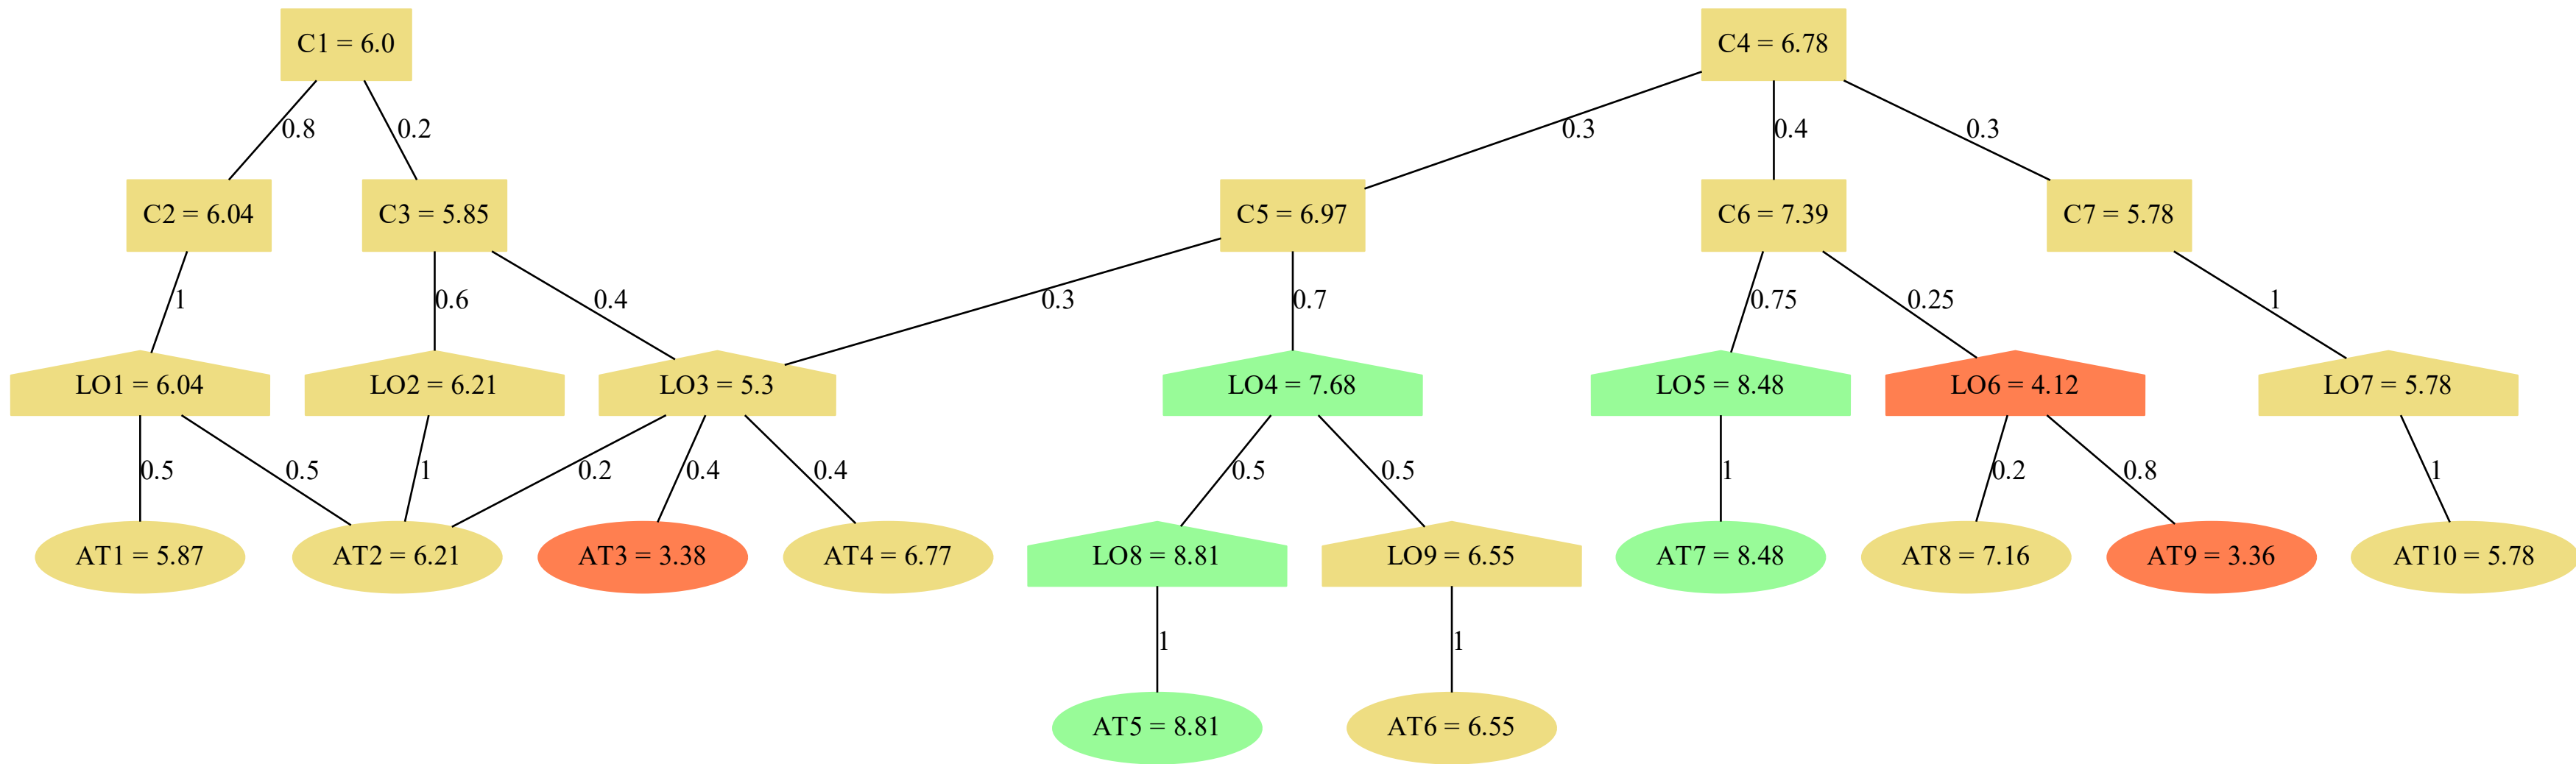 C1 = 6.0
C4 = 6.78
0.8
0.2
0.3
0.4
0.3
C2 = 6.04
C3 = 5.85
C5 = 6.97
C6 = 7.39
C7 = 5.78
1
0.6
0.4
0.3
0.7
0.75
0.25
1
LO1 = 6.04
LO2 = 6.21
LO3 = 5.3
LO4 = 7.68
LO5 = 8.48
LO6 = 4.12
LO7 = 5.78
0.5
0.5
1
0.2
0.4
0.4
0.5
0.5
1
0.2
0.8
1
AT1 = 5.87
AT2 = 6.21
AT3 = 3.38
AT4 = 6.77
LO8 = 8.81
LO9 = 6.55
AT7 = 8.48
AT8 = 7.16
AT9 = 3.36
AT10 = 5.78
1
1
AT5 = 8.81
AT6 = 6.55